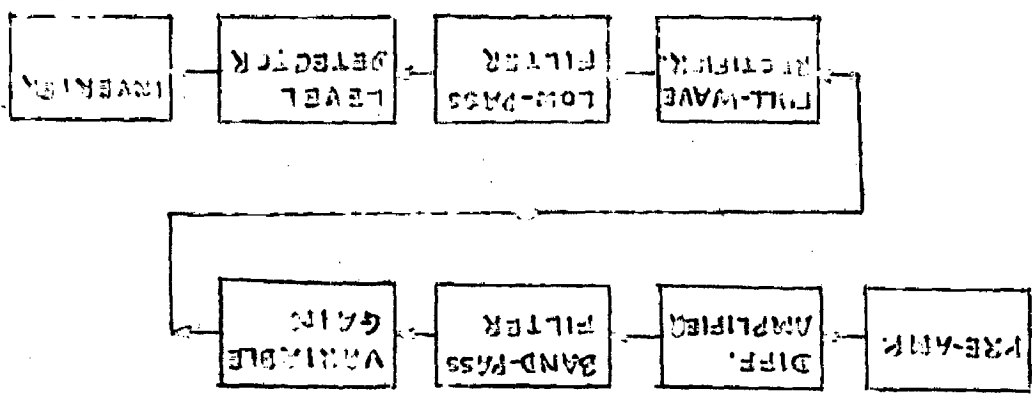 PRE-AMP.
DIFF.
AMPLIFIER
BAND-PASS
FILTER
VARIABLE
GAIN
FULL-WAVE
RECTIFIER.
LOW-PASS
FILTER
LEVEL
DETECTOR
INVERTER